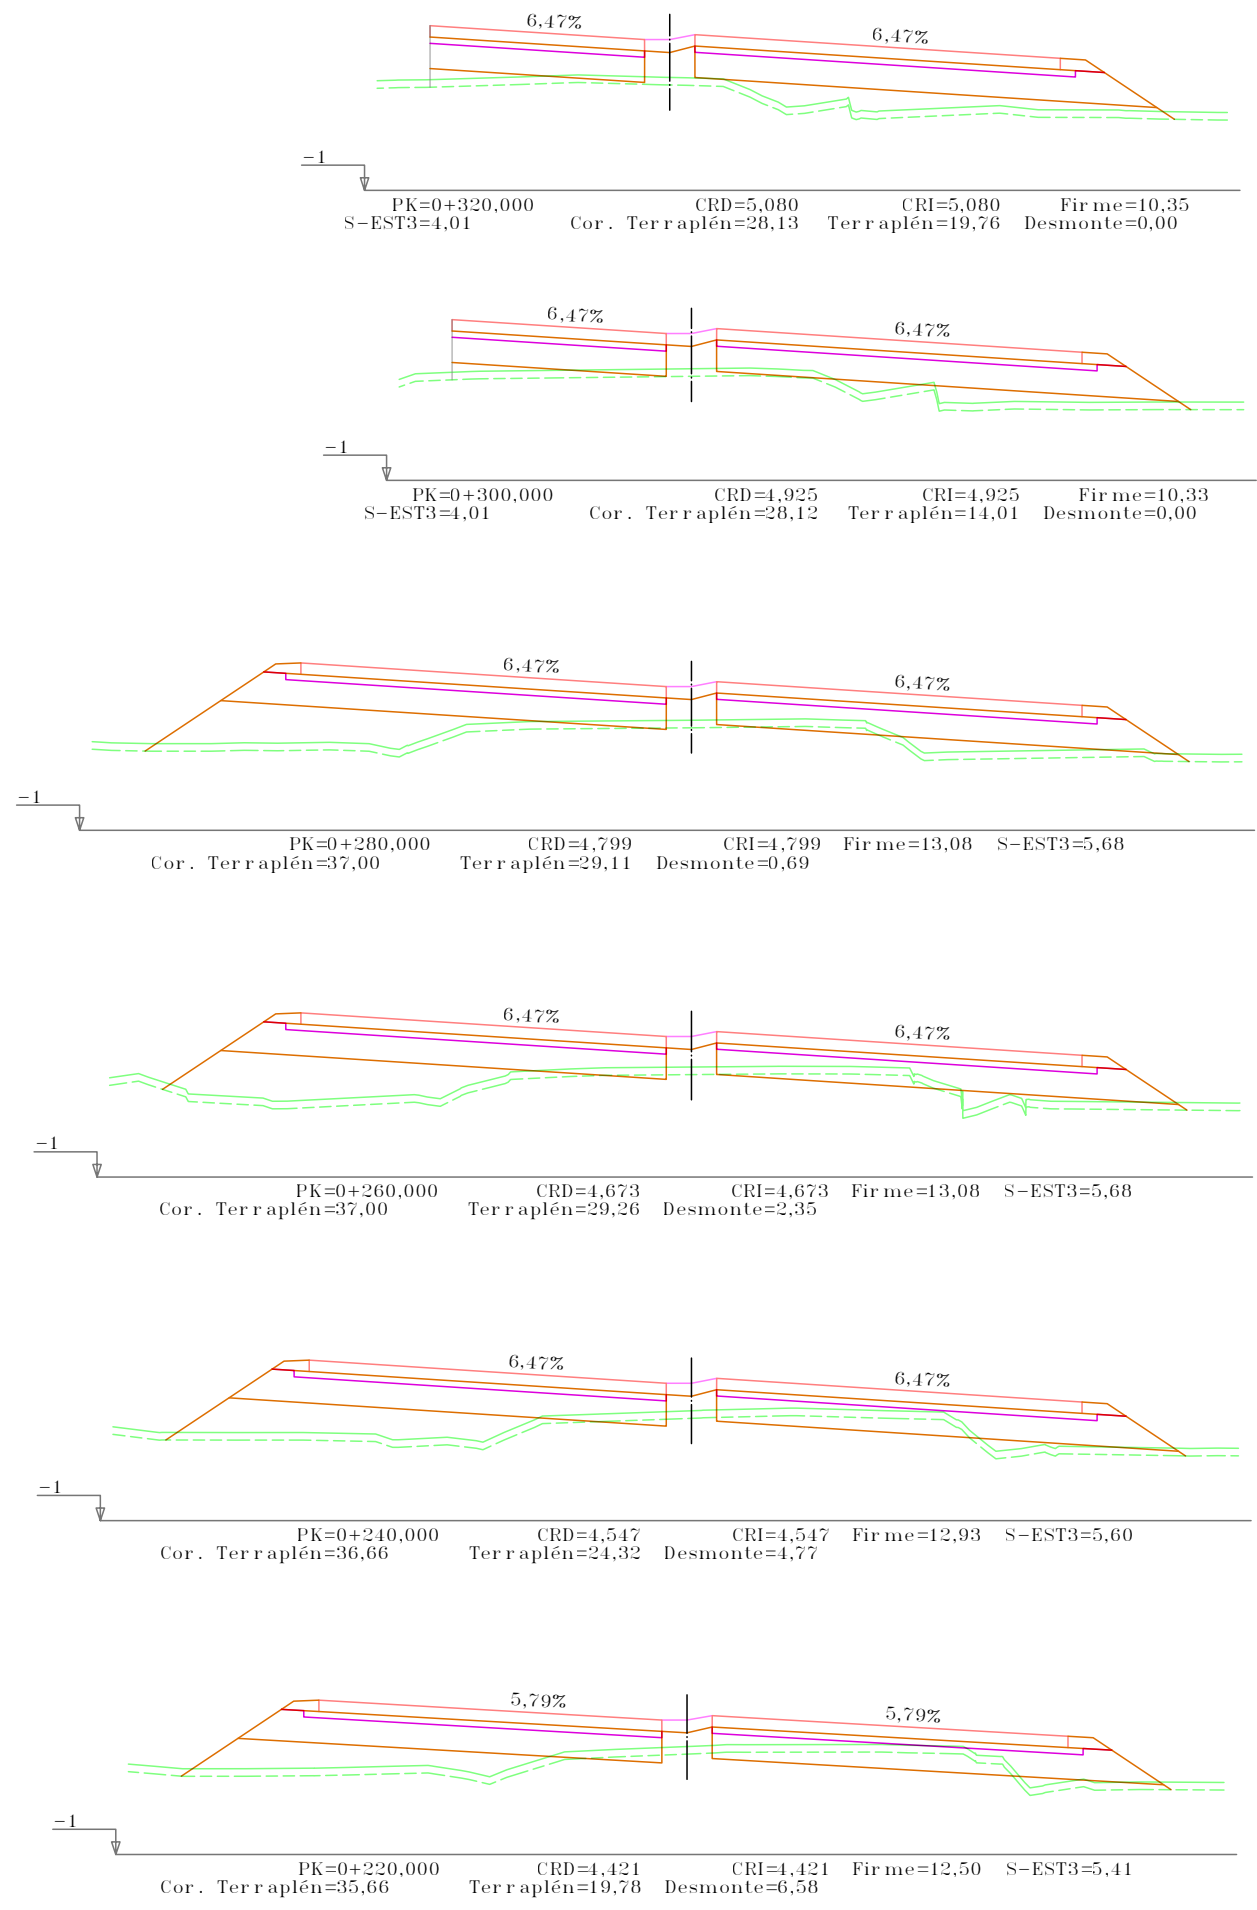 6,47%
6,47%
-1
PK=0+320,000 CRD=5,080 CRI=5,080 Firme=10,35
S-EST3=4,01 Cor. Terraplén=28,13 Terraplén=19,76 Desmonte=0,00
6,47%
6,47%
-1
PK=0+300,000 CRD=4,925 CRI=4,925 Firme=10,33
S-EST3=4,01 Cor. Terraplén=28,12 Terraplén=14,01 Desmonte=0,00
6,47%
6,47%
-1
PK=0+280,000 CRD=4,799 CRI=4,799 Firme=13,08 S-EST3=5,68
Cor. Terraplén=37,00 Terraplén=29,11 Desmonte=0,69
6,47%
6,47%
-1
PK=0+260,000 CRD=4,673 CRI=4,673 Firme=13,08 S-EST3=5,68
Cor. Terraplén=37,00 Terraplén=29,26 Desmonte=2,35
6,47%
6,47%
-1
PK=0+240,000 CRD=4,547 CRI=4,547 Firme=12,93 S-EST3=5,60
Cor. Terraplén=36,66 Terraplén=24,32 Desmonte=4,77
5,79%
5,79%
-1
PK=0+220,000 CRD=4,421 CRI=4,421 Firme=12,50 S-EST3=5,41
Cor. Terraplén=35,66 Terraplén=19,78 Desmonte=6,58